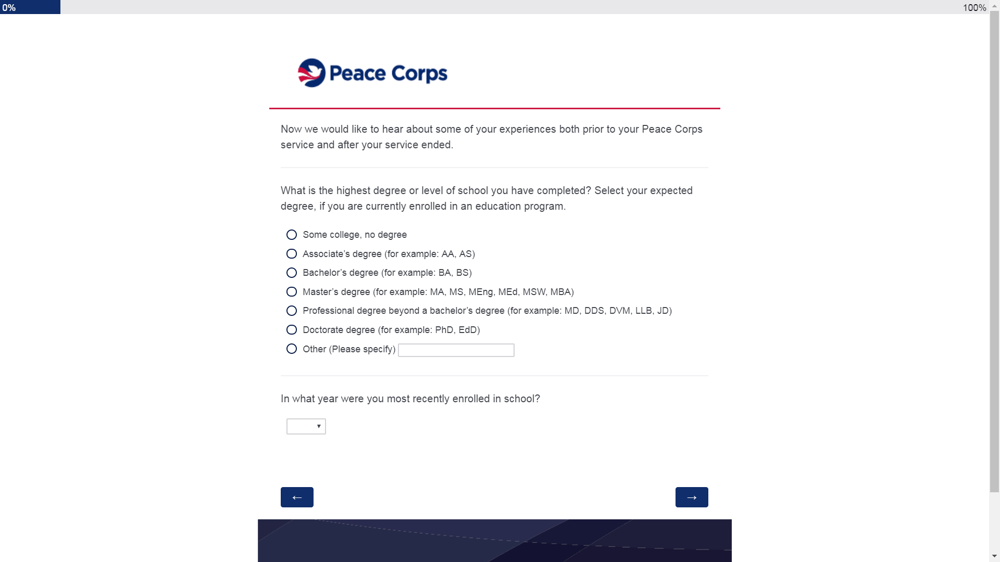 0% 100%
Peace Corps
Now we would like to hear about some of your experiences both prior to your Peace Corps
service and after your service ended.
What is the highest degree or level of school you have completed? Select your expected
degree, if you are currently enrolled in an education program.
Some college, no degree
Associate’s degree (for example: AA, AS)
Bachelor’s degree (for example: BA, BS)
Master’s degree (for example: MA, MS, MEng, MEd, MSW, MBA)
Professional degree beyond a bachelor’s degree (for example: MD, DDS, DVM, LLB, JD)
Doctorate degree (for example: PhD, EdD)
Other (Please specify)
In what year were you most recently enrolled in school?
← →